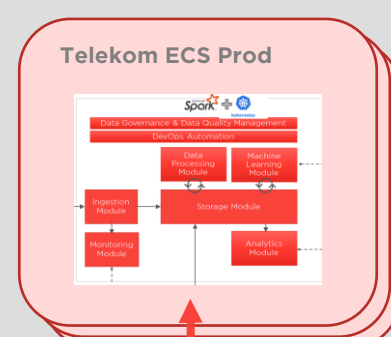 Telekom ECS Prod
Spark
kubernetes
Data Governance & Data Quality Management
DevOps Automation
Data
Processing
Module
Machine
Learning
Module
Ingestion
Module
Storage Module
Monitoring
Module
Analytics
Module